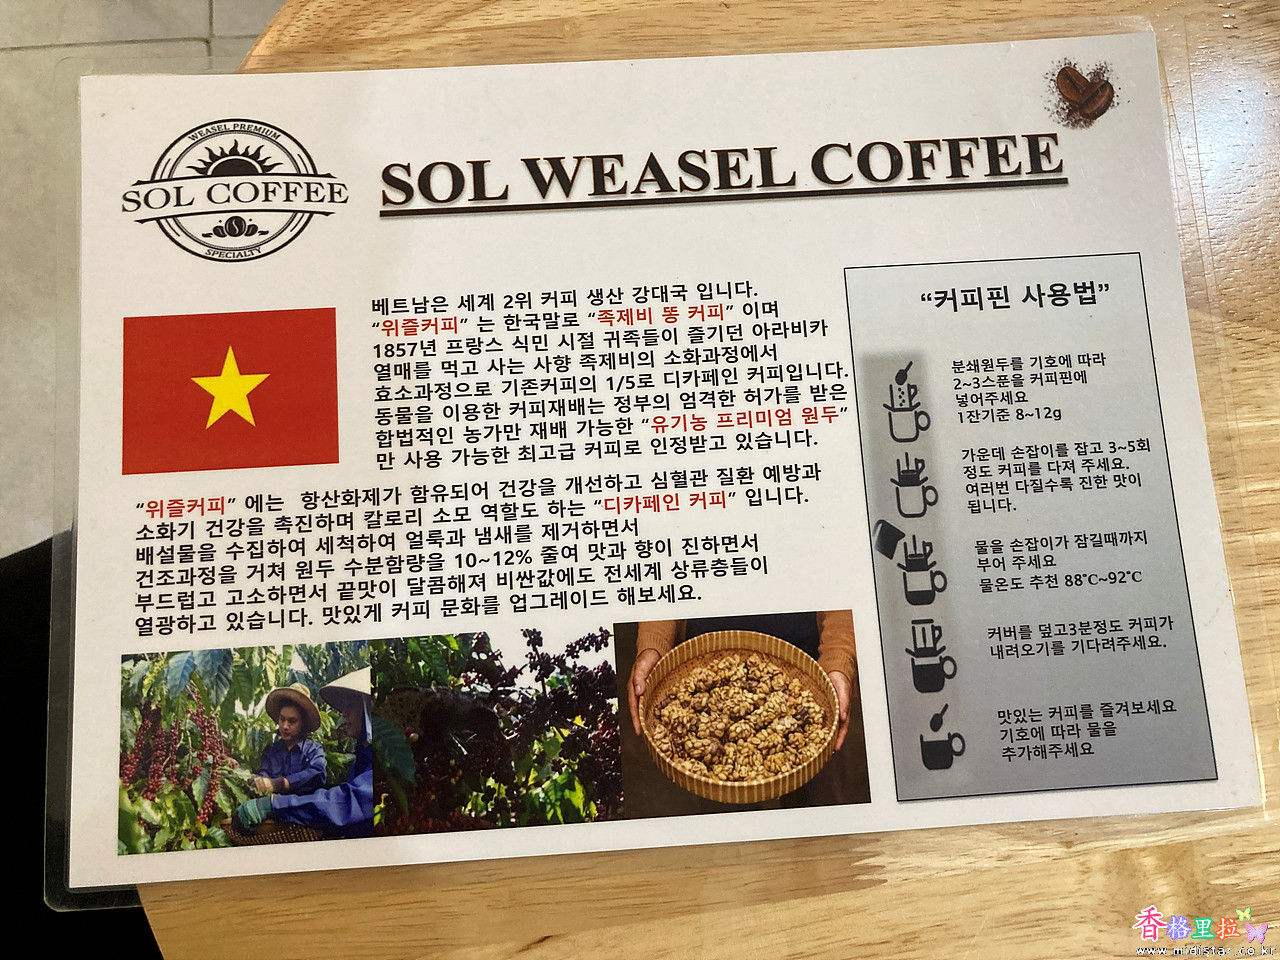 WEASEL PREMIUM
SOL COFFEE
SPECIALTY
SOL WEASEL COFFEE
베트남은 세계 2위 커피 생산 강대국 입니다.
“위즐커피” 는 한국말로 “족제비 똥 커피” 이며
1857년 프랑스 식민 시절 귀족들이 즐기던 아라비카
열매를 먹고 사는 사향 족제비의 소화과정에서
효소과정으로 기존커피의 1/5로 디카페인 커피입니다.
동물을 이용한 커피재배는 정부의 엄격한 허가를 받은
합법적인 농가만 재배 가능한 “유기농 프리미엄 원두”
만 사용 가능한 최고급 커피로 인정받고 있습니다.
“위즐커피” 에는 항산화제가 함유되어 건강을 개선하고 심혈관 질환 예방과
소화기 건강을 촉진하며 칼로리 소모 역할도 하는 “디카페인 커피” 입니다.
배설물을 수집하여 세척하여 얼룩과 냄새를 제거하면서
건조과정을 거쳐 원두 수분함량을 10~12% 줄여 맛과 향이 진하면서
부드럽고 고소하면서 끝맛이 달콤해져 비싼값에도 전세계 상류층들이
열광하고 있습니다. 맛있게 커피 문화를 업그레이드 해보세요.
“커피핀 사용법”
분쇄원두를 기호에 따라
2~3스푼을 커피핀에
넣어주세요
1잔기준 8~12g
가운데 손잡이를 잡고 3~5회
정도 커피를 다져 주세요.
여러번 다질수록 진한 맛이
됩니다.
물을 손잡이가 잠길때까지
부어 주세요
물온도 추천 88℃~92℃
커버를 덮고3분정도 커피가
내려오기를 기다려주세요.
맛있는 커피를 즐겨보세요
기호에 따라 물을
추가해주세요
香格里拉
www.midistar.co.kr